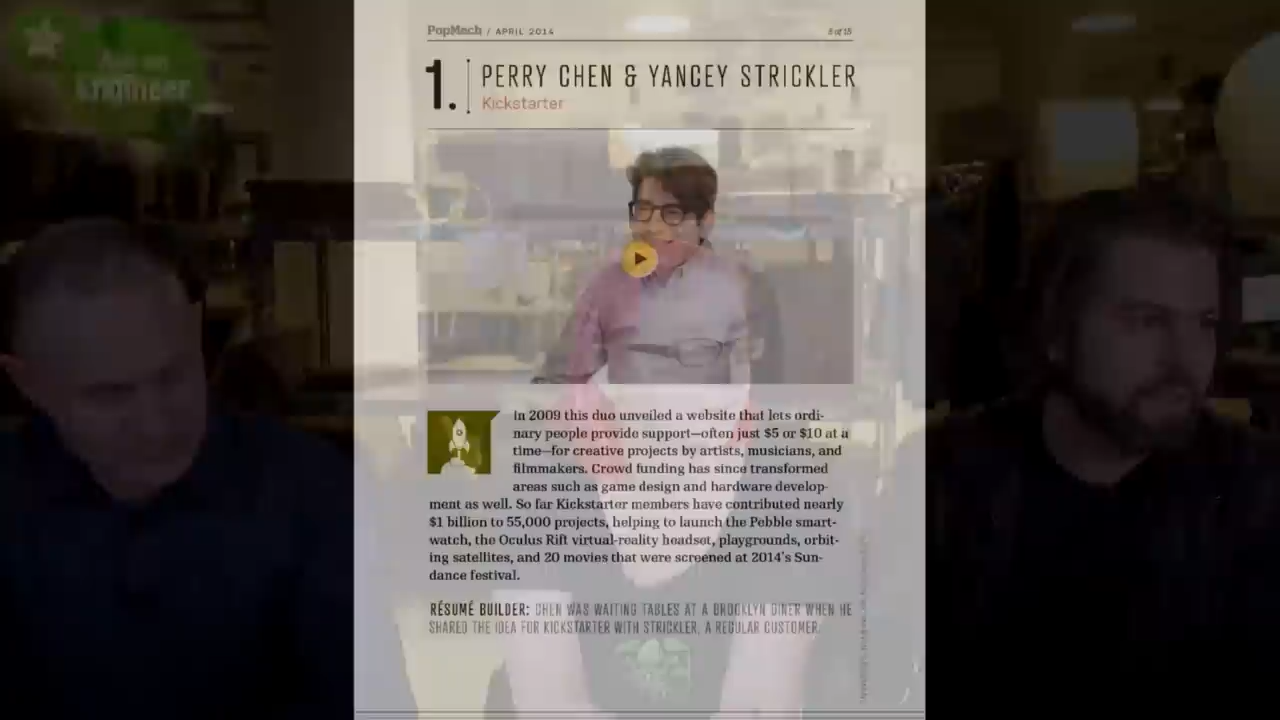 PopMech / APRIL 2014
5 of 15
1. PERRY CHEN & YANCEY STRICKLER
Kickstarter
Engineer
In 2009 this duo unveiled a website that lets ordi-
nary people provide support—often just $5 or $10 at a
time—for creative projects by artists, musicians, and
filmmakers. Crowd funding has since transformed
areas such as game design and hardware develop-
ment as well. So far Kickstarter members have contributed nearly
$1 billion to 55,000 projects, helping to launch the Pebble smart-
watch, the Oculus Rift virtual-reality headset, playgrounds, orbit-
ing satellites, and 20 movies that were screened at 2014's Sun-
dance festival.
RÉSUMÉ BUILDER: CHEN WAS WAITING TABLES AT A BROOKLYN DINER WHEN HE
SHARED THE IDEA FOR KICKSTARTER WITH STRICKLER, A REGULAR CUSTOMER.